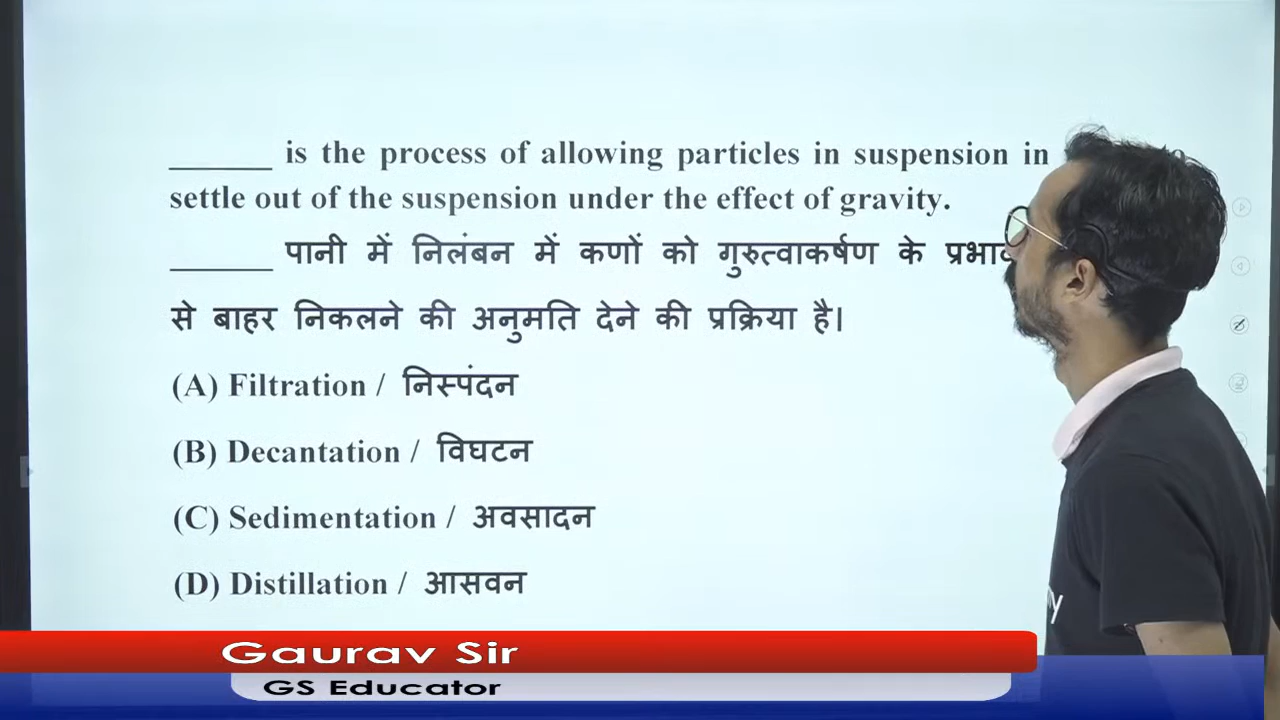 ______ is the process of allowing particles in suspension in
settle out of the suspension under the effect of gravity.
______ पानी में निलंबन में कणों को गुरुत्वाकर्षण के
से बाहर निकलने की अनुमति देने की प्रक्रिया है।
(A) Filtration / निस्पंदन
(B) Decantation / विघटन
(C) Sedimentation / अवसादन
(D) Distillation / आसवन
Gaurav Sir
GS Educator